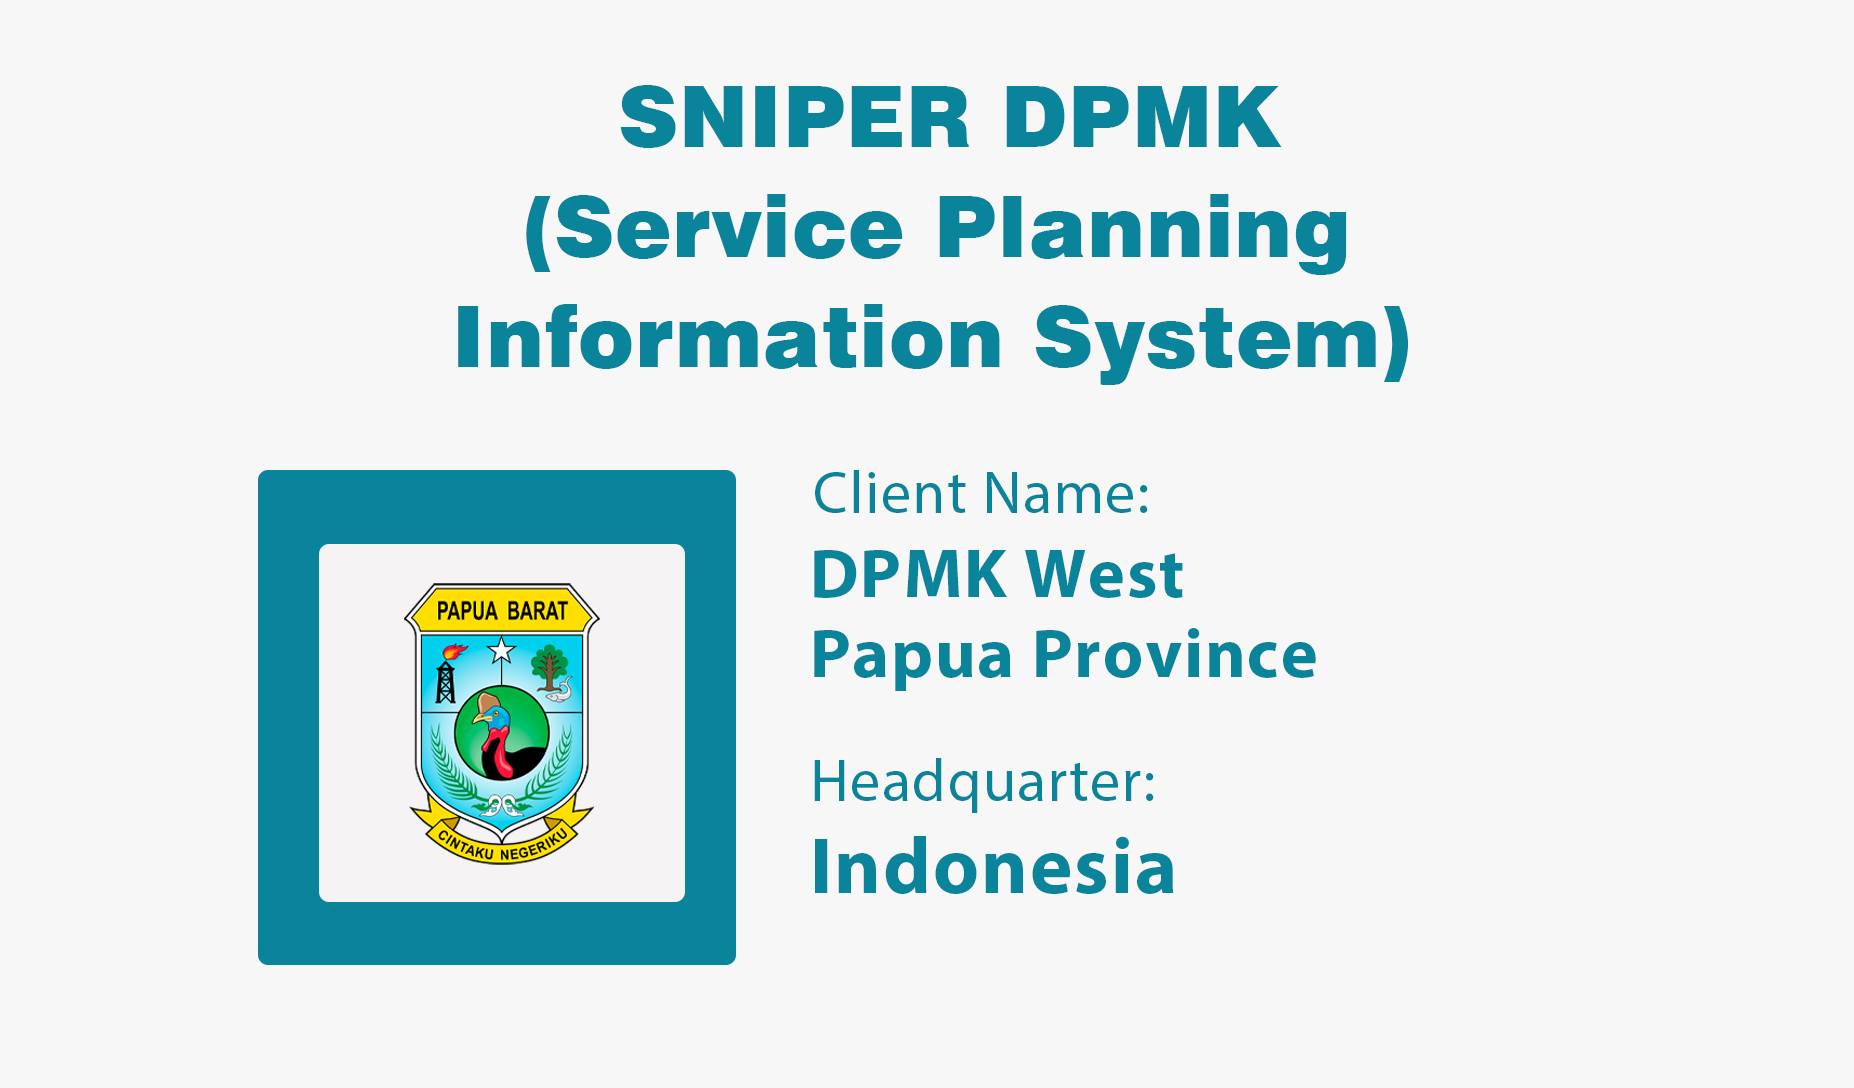 SNIPER DPMK
(Service Planning
Information System)
PAPUA BARAT
CINTAKU NEGERIKU
Client Name:
DPMK West
Papua Province
Headquarter:
Indonesia